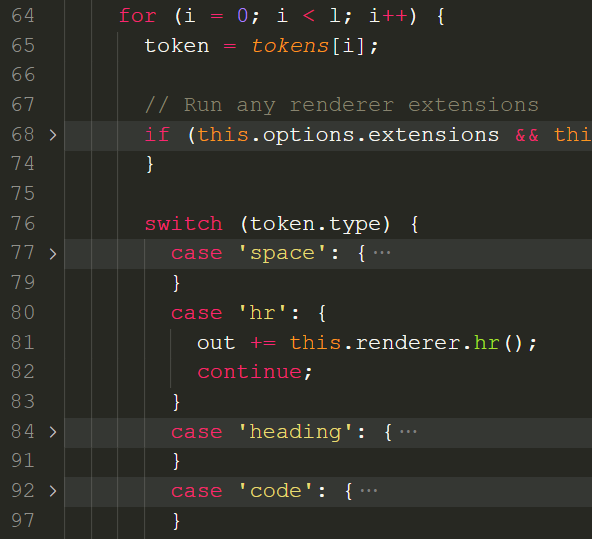 64 for (i = 0; i < l; i++) {
65 token = tokens[i];
66
67 // Run any renderer extensions
68 > if (this.options.extensions && thi
74 }
75
76 switch (token.type) {
77 > case 'space': {···
79 }
80 case 'hr': {
81 out += this.renderer.hr();
82 continue;
83 }
84 > case 'heading': {···
91 }
92 > case 'code': {···
97 }